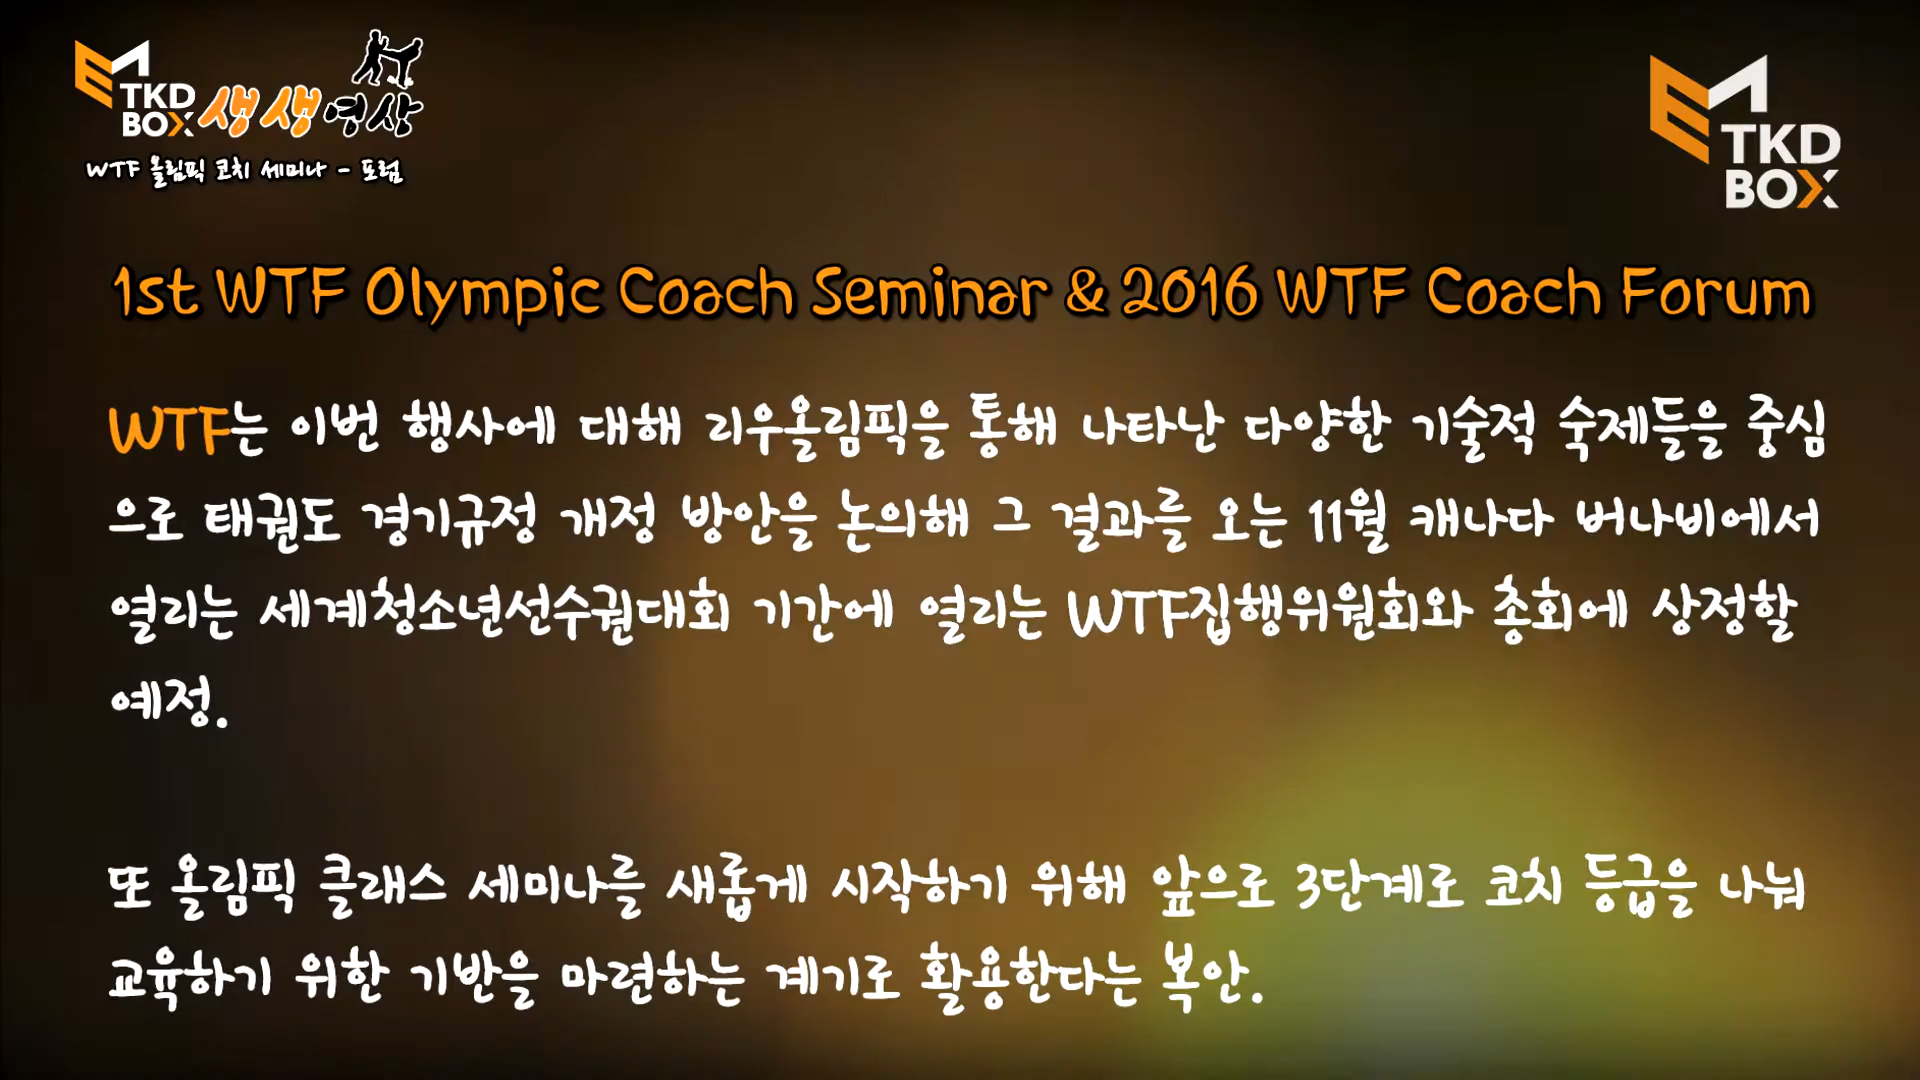 TKD
BOX 생생영상
WTF 올림픽 코치 세미나 - 포럼
TKD
BOX
1st WTF Olympic Coach Seminar & 2016 WTF Coach Forum
WTF는 이번 행사에 대해 리우올림픽을 통해 나타난 다양한 기술적 숙제들을 중심
으로 태권도 경기규정 개정 방안을 논의해 그 결과를 오는 11월 캐나다 버나비에서
열리는 세계청소년선수권대회 기간에 열리는 WTF집행위원회와 총회에 상정할
예정.
또 올림픽 클래스 세미나를 새롭게 시작하기 위해 앞으로 3단계로 코치 등급을 나눠
교육하기 위한 기반을 마련하는 계기로 활용한다는 복안.